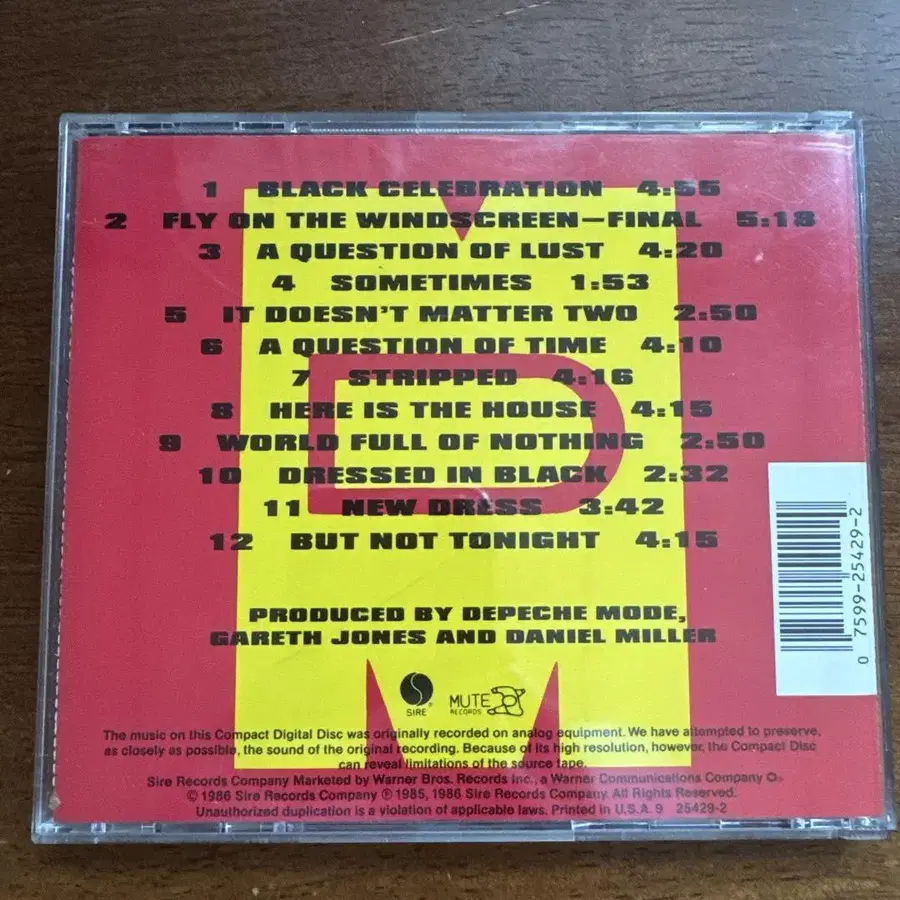 1 BLACK CELEBRATION 4:55
2 FLY ON THE WINDSCREEN—FINAL 5:18
3 A QUESTION OF LUST 4:20
4 SOMETIMES 1:53
5 IT DOESN'T MATTER TWO 2:50
6 A QUESTION OF TIME 4:10
7 STRIPPED 4:16
8 HERE IS THE HOUSE 4:15
9 WORLD FULL OF NOTHING 2:50
10 DRESSED IN BLACK 2:32
11 NEW DRESS 3:42
12 BUT NOT TONIGHT 4:15
PRODUCED BY DEPECHE MODE,
GARETH JONES AND DANIEL MILLER
SIRE
MUTE
RECORDS
The music on this Compact Digital Disc was originally recorded on analog equipment. We have attempted to preserve,
as closely as possible, the sound of the original recording. Because of its high resolution, however, the Compact Disc
can reveal limitations of the source tape.
Sire Records Company Marketed by Warner Bros. Records Inc., a Warner Communications Company
© 1986 Sire Records Company ℗ 1985, 1986 Sire Records Company. All Rights Reserved.
Unauthorized duplication is a violation of applicable laws. Printed in U.S.A. 9 25429-2
0 7599-25429-2
DM